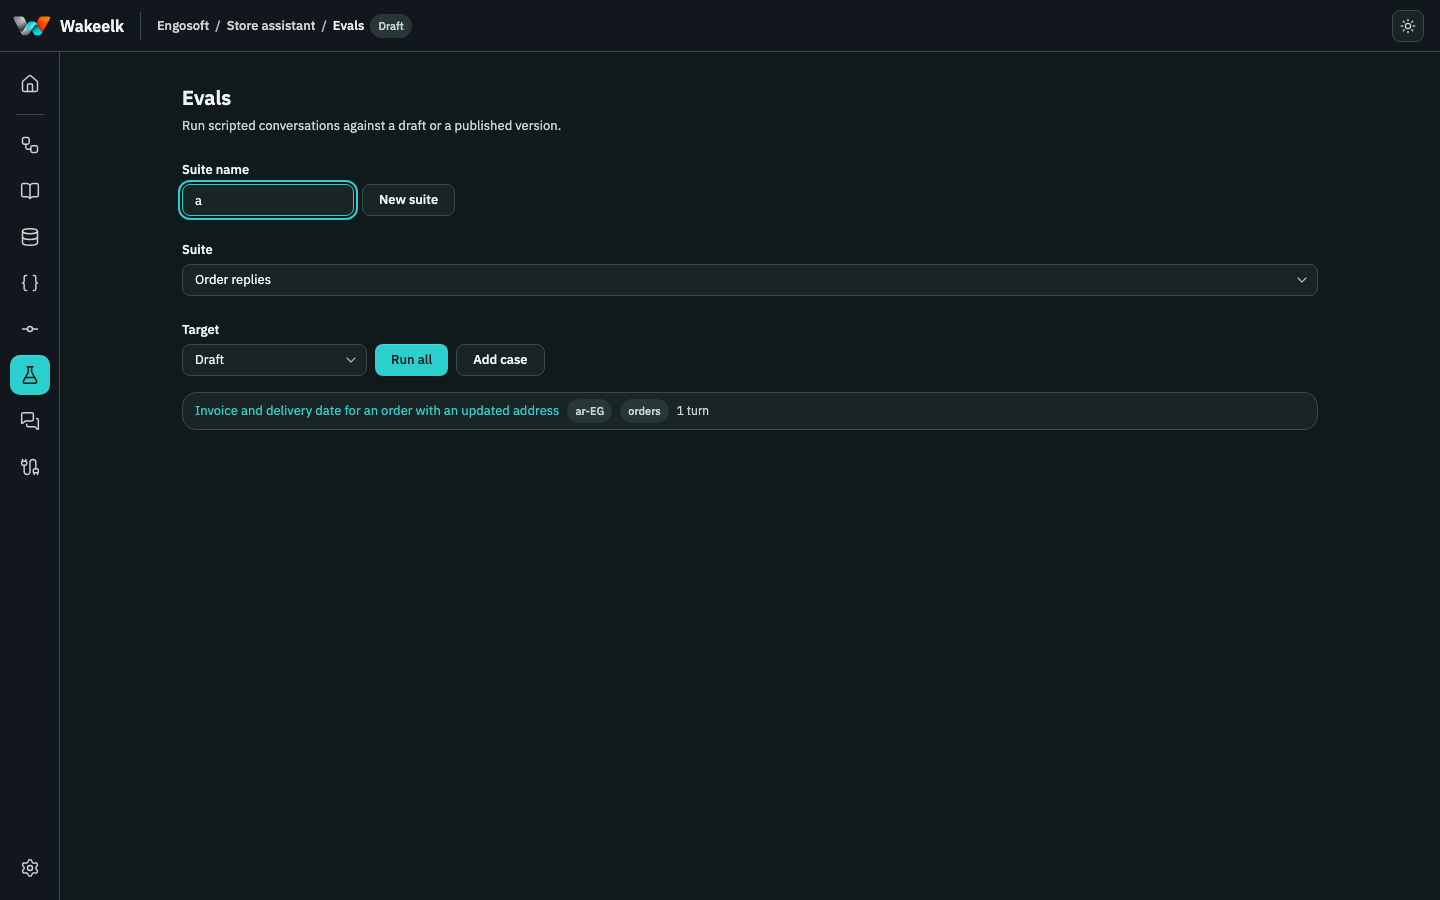 Wakeelk
Engosoft / Store assistant / Evals Draft
Evals
Run scripted conversations against a draft or a published version.
Suite name
a New suite
Suite
Order replies
Target
Draft Run all Add case
Invoice and delivery date for an order with an updated address ar-EG orders 1 turn